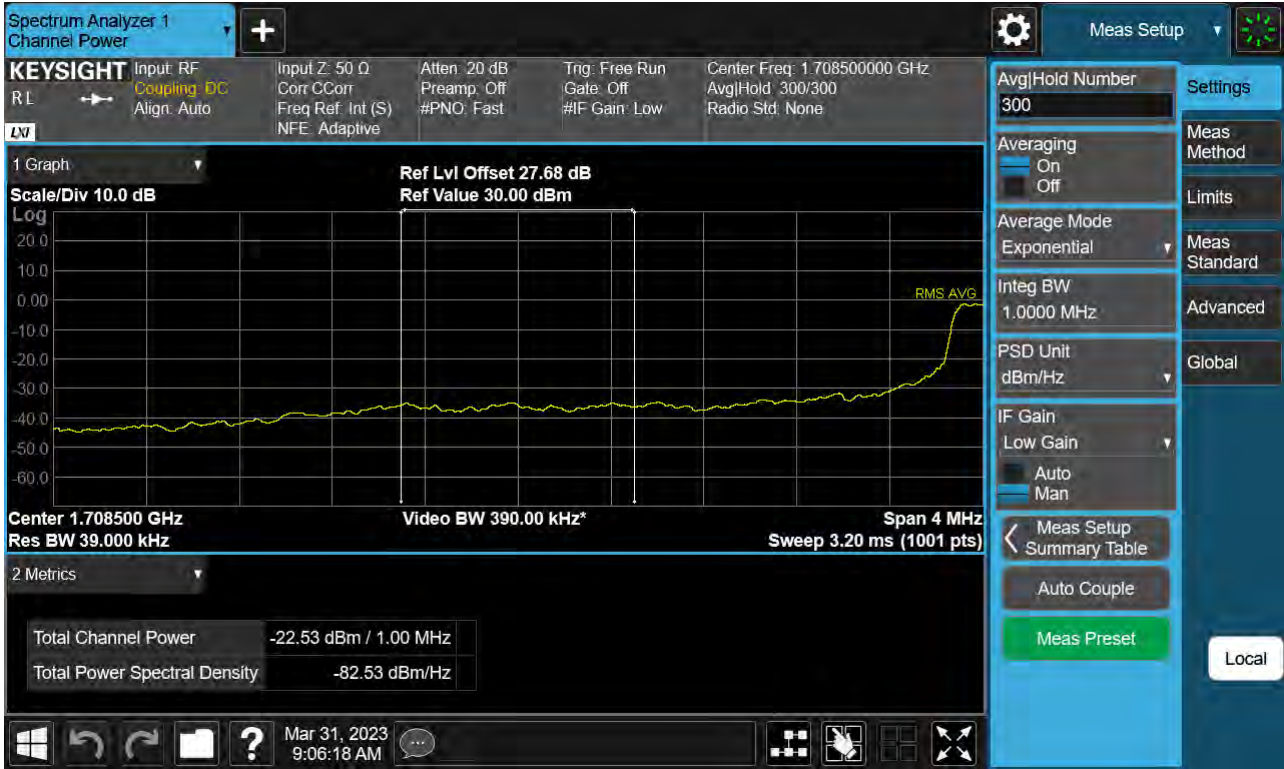 Spectrum Analyzer 1
Channel Power
+
Meas Setup
KEYSIGHT
RL
LXI
Input: RF
Coupling: DC
Align: Auto
Input Z: 50 Ω
Corr CCorr
Freq Ref: Int (S)
NFE: Adaptive
Atten: 20 dB
Preamp: Off
#PNO: Fast
Trig: Free Run
Gate: Off
#IF Gain: Low
Center Freq: 1.708500000 GHz
Avg|Hold: 300/300
Radio Std: None
1 Graph
Scale/Div 10.0 dB
Ref Lvl Offset 27.68 dB
Ref Value 30.00 dBm
Log
20.0
10.0
0.00
-10.0
-20.0
-30.0
-40.0
-50.0
-60.0
RMS AVG
Center 1.708500 GHz
Res BW 39.000 kHz
Video BW 390.00 kHz*
Span 4 MHz
Sweep 3.20 ms (1001 pts)
2 Metrics
Total Channel Power -22.53 dBm / 1.00 MHz
Total Power Spectral Density -82.53 dBm/Hz
?
Mar 31, 2023
9:06:18 AM
Avg|Hold Number
300
Averaging
On
Off
Average Mode
Exponential
Integ BW
1.0000 MHz
PSD Unit
dBm/Hz
IF Gain
Low Gain
Auto
Man
Meas Setup
Summary Table
Auto Couple
Meas Preset
Settings
Meas
Method
Limits
Meas
Standard
Advanced
Global
Local